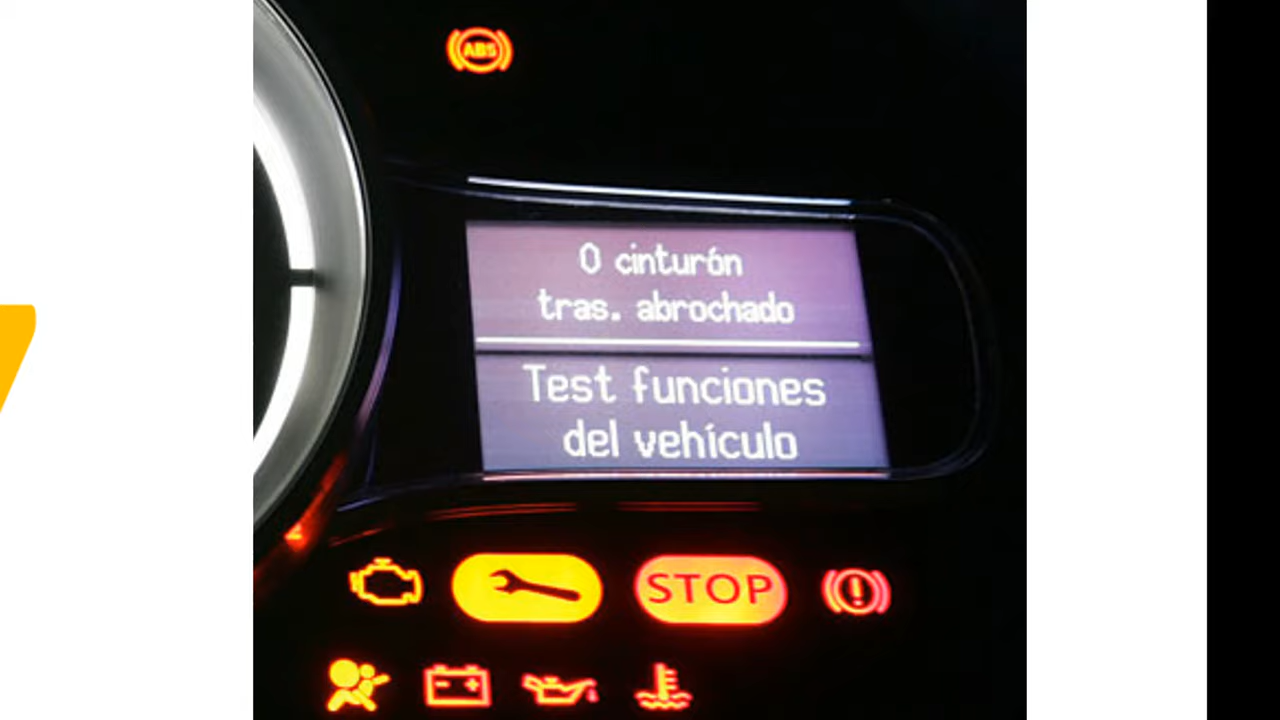 ABS
0 cinturón
tras. abrochado
Test funciones
del vehículo
STOP